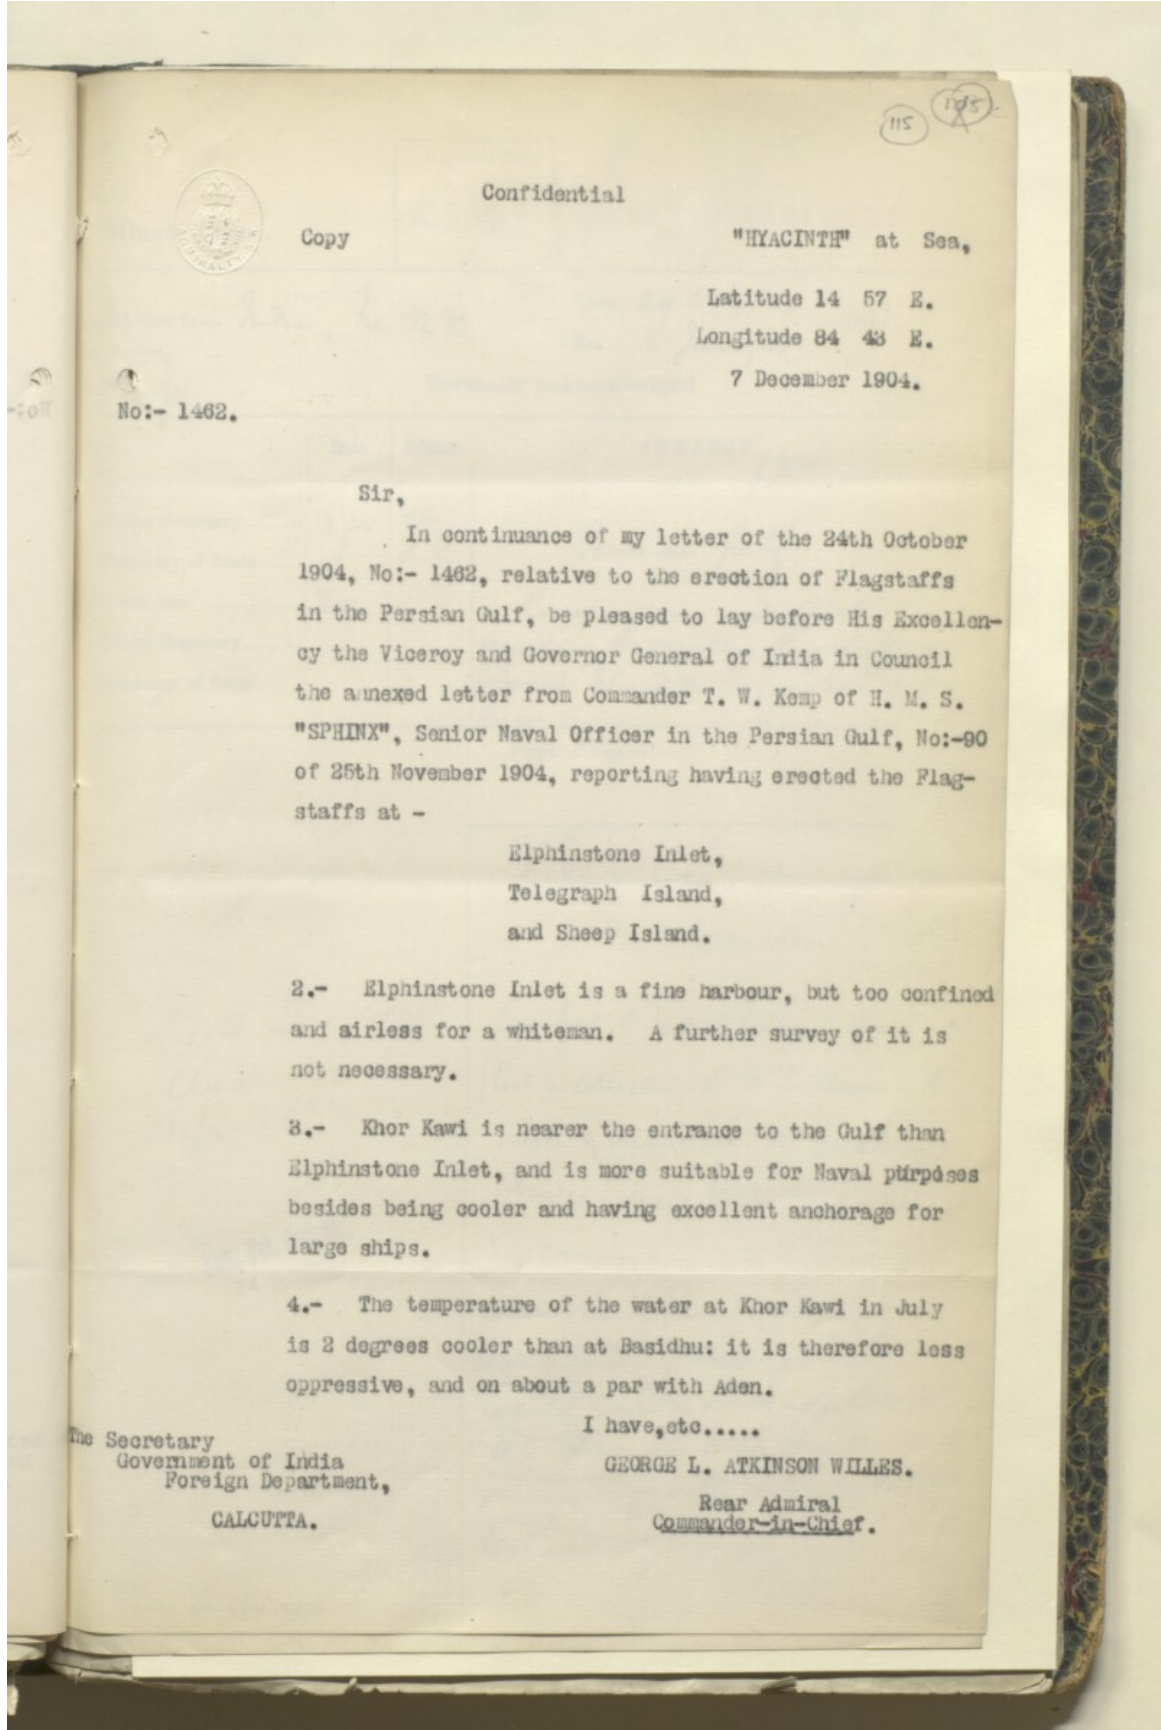 115
Confidential
Copy
"HYACINTH" at Sea,
Latitude 14 57 E.
Longitude 84 43 E.
7 December 1904.
No:- 1462.
Sir,
In continuance of my letter of the 24th October
1904, No:- 1462, relative to the erection of Flagstaffs
in the Persian Gulf, be pleased to lay before His Excellen-
cy the Viceroy and Governor General of India in Council
the annexed letter from Commander T. W. Kemp of H. M. S.
"SPHINX", Senior Naval Officer in the Persian Gulf, No:-90
of 25th November 1904, reporting having erected the Flag-
staffs at -
Elphinstone Inlet,
Telegraph Island,
and Sheep Island.
2.- Elphinstone Inlet is a fine harbour, but too confined
and airless for a whiteman. A further survey of it is
not necessary.
3.- Khor Kawi is nearer the entrance to the Gulf than
Elphinstone Inlet, and is more suitable for Naval purposes
besides being cooler and having excellent anchorage for
large ships.
4.- The temperature of the water at Khor Kawi in July
is 2 degrees cooler than at Basidhu: it is therefore less
oppressive, and on about a par with Aden.
I have,etc.....
GEORGE L. ATKINSON WILLES.
Rear Admiral
Commander-in-Chief.
The Secretary
Government of India
Foreign Department,
CALCUTTA.